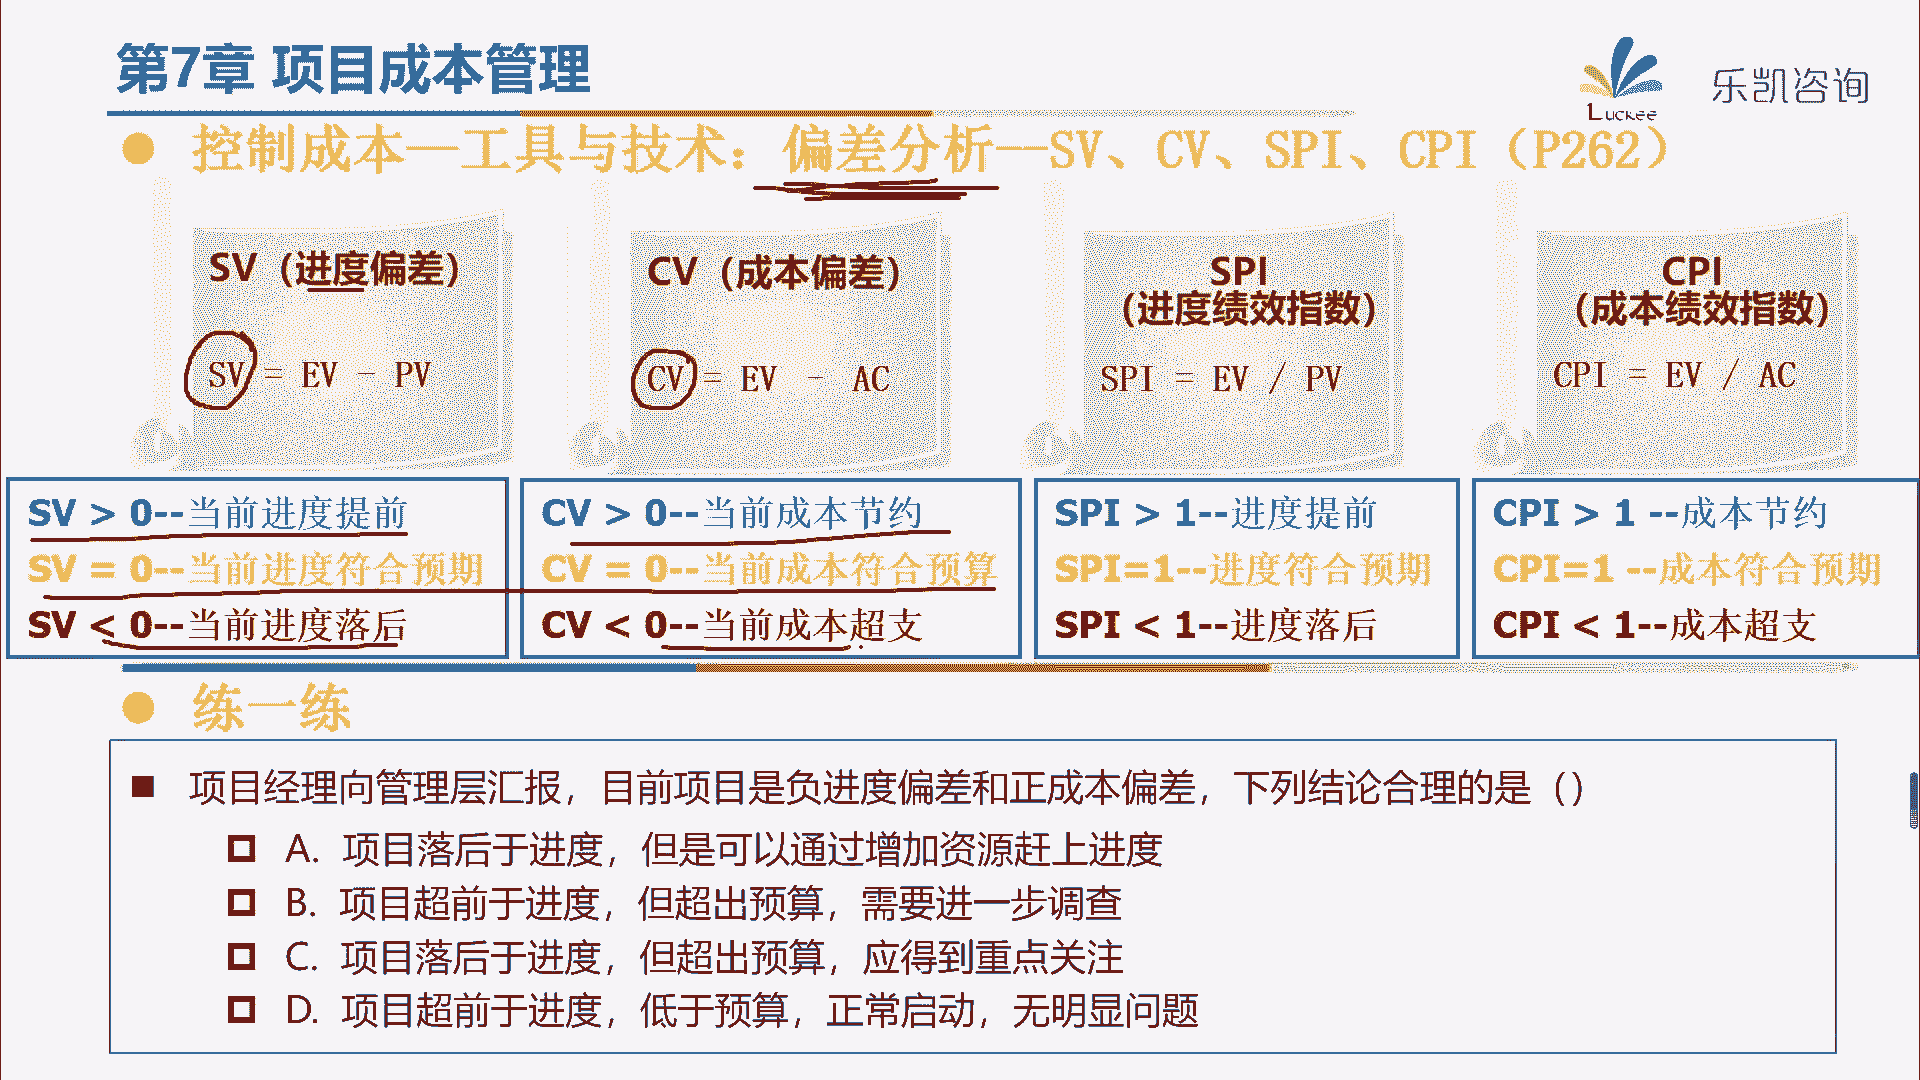 第7章 项目成本管理
Luckee 乐凯咨询
控制成本—工具与技术：偏差分析——SV、CV、SPI、CPI（P262）
SV（进度偏差）
SV = EV - PV
CV（成本偏差）
CV = EV - AC
SPI
（进度绩效指数）
SPI = EV / PV
CPI
（成本绩效指数）
CPI = EV / AC
SV > 0--当前进度提前
SV = 0--当前进度符合预期
SV < 0--当前进度落后
CV > 0--当前成本节约
CV = 0--当前成本符合预算
CV < 0--当前成本超支
SPI > 1--进度提前
SPI=1--进度符合预期
SPI < 1--进度落后
CPI > 1 --成本节约
CPI=1 --成本符合预期
CPI < 1--成本超支
练一练
项目经理向管理层汇报，目前项目是负进度偏差和正成本偏差，下列结论合理的是（）
A. 项目落后于进度，但是可以通过增加资源赶上进度
B. 项目超前于进度，但超出预算，需要进一步调查
C. 项目落后于进度，但超出预算，应得到重点关注
D. 项目超前于进度，低于预算，正常启动，无明显问题